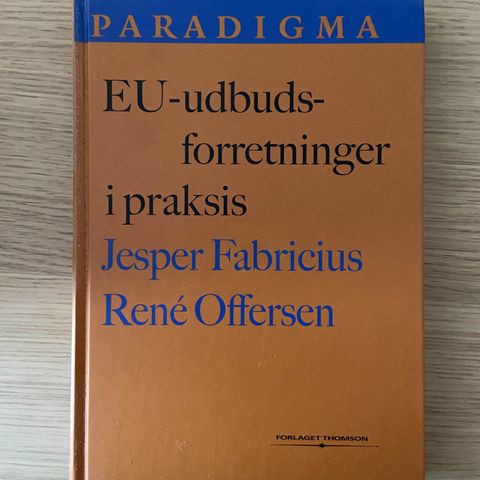 PARADIGMA
EU-udbuds-
forretninger
i praksis
Jesper Fabricius
René Offersen
FORLAGET THOMSON